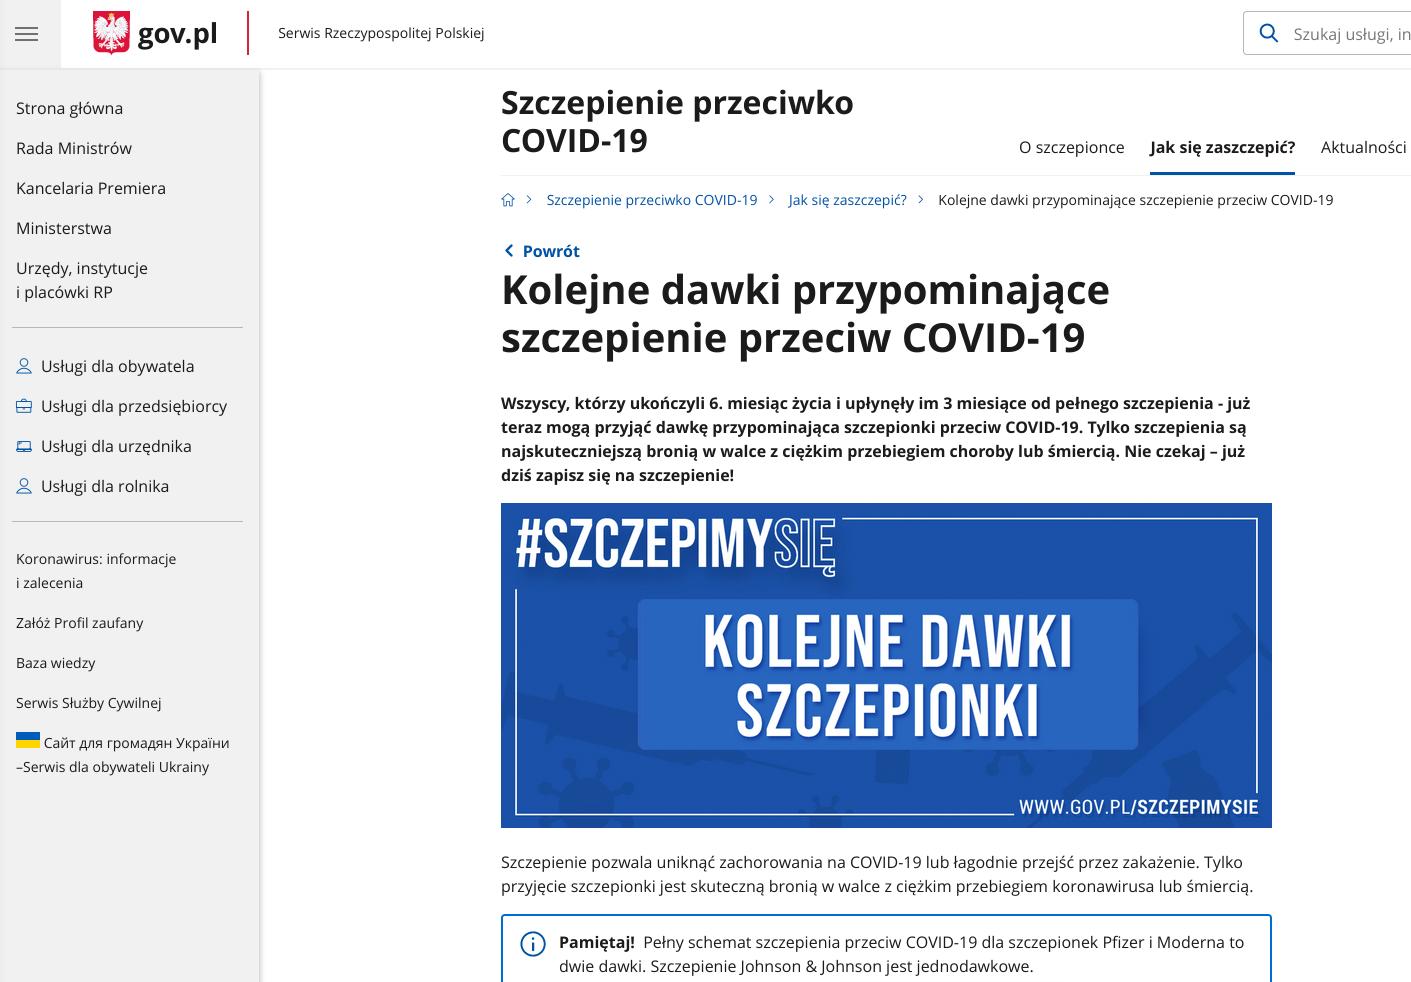 gov.pl
Serwis Rzeczypospolitej Polskiej
Szukaj usługi, in
Strona główna
Rada Ministrów
Kancelaria Premiera
Ministerstwa
Urzędy, instytucje
i placówki RP
Usługi dla obywatela
Usługi dla przedsiębiorcy
Usługi dla urzędnika
Usługi dla rolnika
Koronawirus: informacje
i zalecenia
Załóż Profil zaufany
Baza wiedzy
Serwis Służby Cywilnej
Сайт для громадян України
–Serwis dla obywateli Ukrainy
Szczepienie przeciwko
COVID-19
O szczepionce Jak się zaszczepić? Aktualności
Szczepienie przeciwko COVID-19 Jak się zaszczepić? Kolejne dawki przypominające szczepienie przeciw COVID-19
Powrót
Kolejne dawki przypominające
szczepienie przeciw COVID-19
Wszyscy, którzy ukończyli 6. miesiąc życia i upłynęły im 3 miesiące od pełnego szczepienia - już
teraz mogą przyjąć dawkę przypominająca szczepionki przeciw COVID-19. Tylko szczepienia są
najskuteczniejszą bronią w walce z ciężkim przebiegiem choroby lub śmiercią. Nie czekaj – już
dziś zapisz się na szczepienie!
#SZCZEPIMYSIĘ
KOLEJNE DAWKI
SZCZEPIONKI
WWW.GOV.PL/SZCZEPIMYSIE
Szczepienie pozwala uniknąć zachorowania na COVID-19 lub łagodnie przejść przez zakażenie. Tylko
przyjęcie szczepionki jest skuteczną bronią w walce z ciężkim przebiegiem koronawirusa lub śmiercią.
Pamiętaj! Pełny schemat szczepienia przeciw COVID-19 dla szczepionek Pfizer i Moderna to
dwie dawki. Szczepienie Johnson & Johnson jest jednodawkowe.